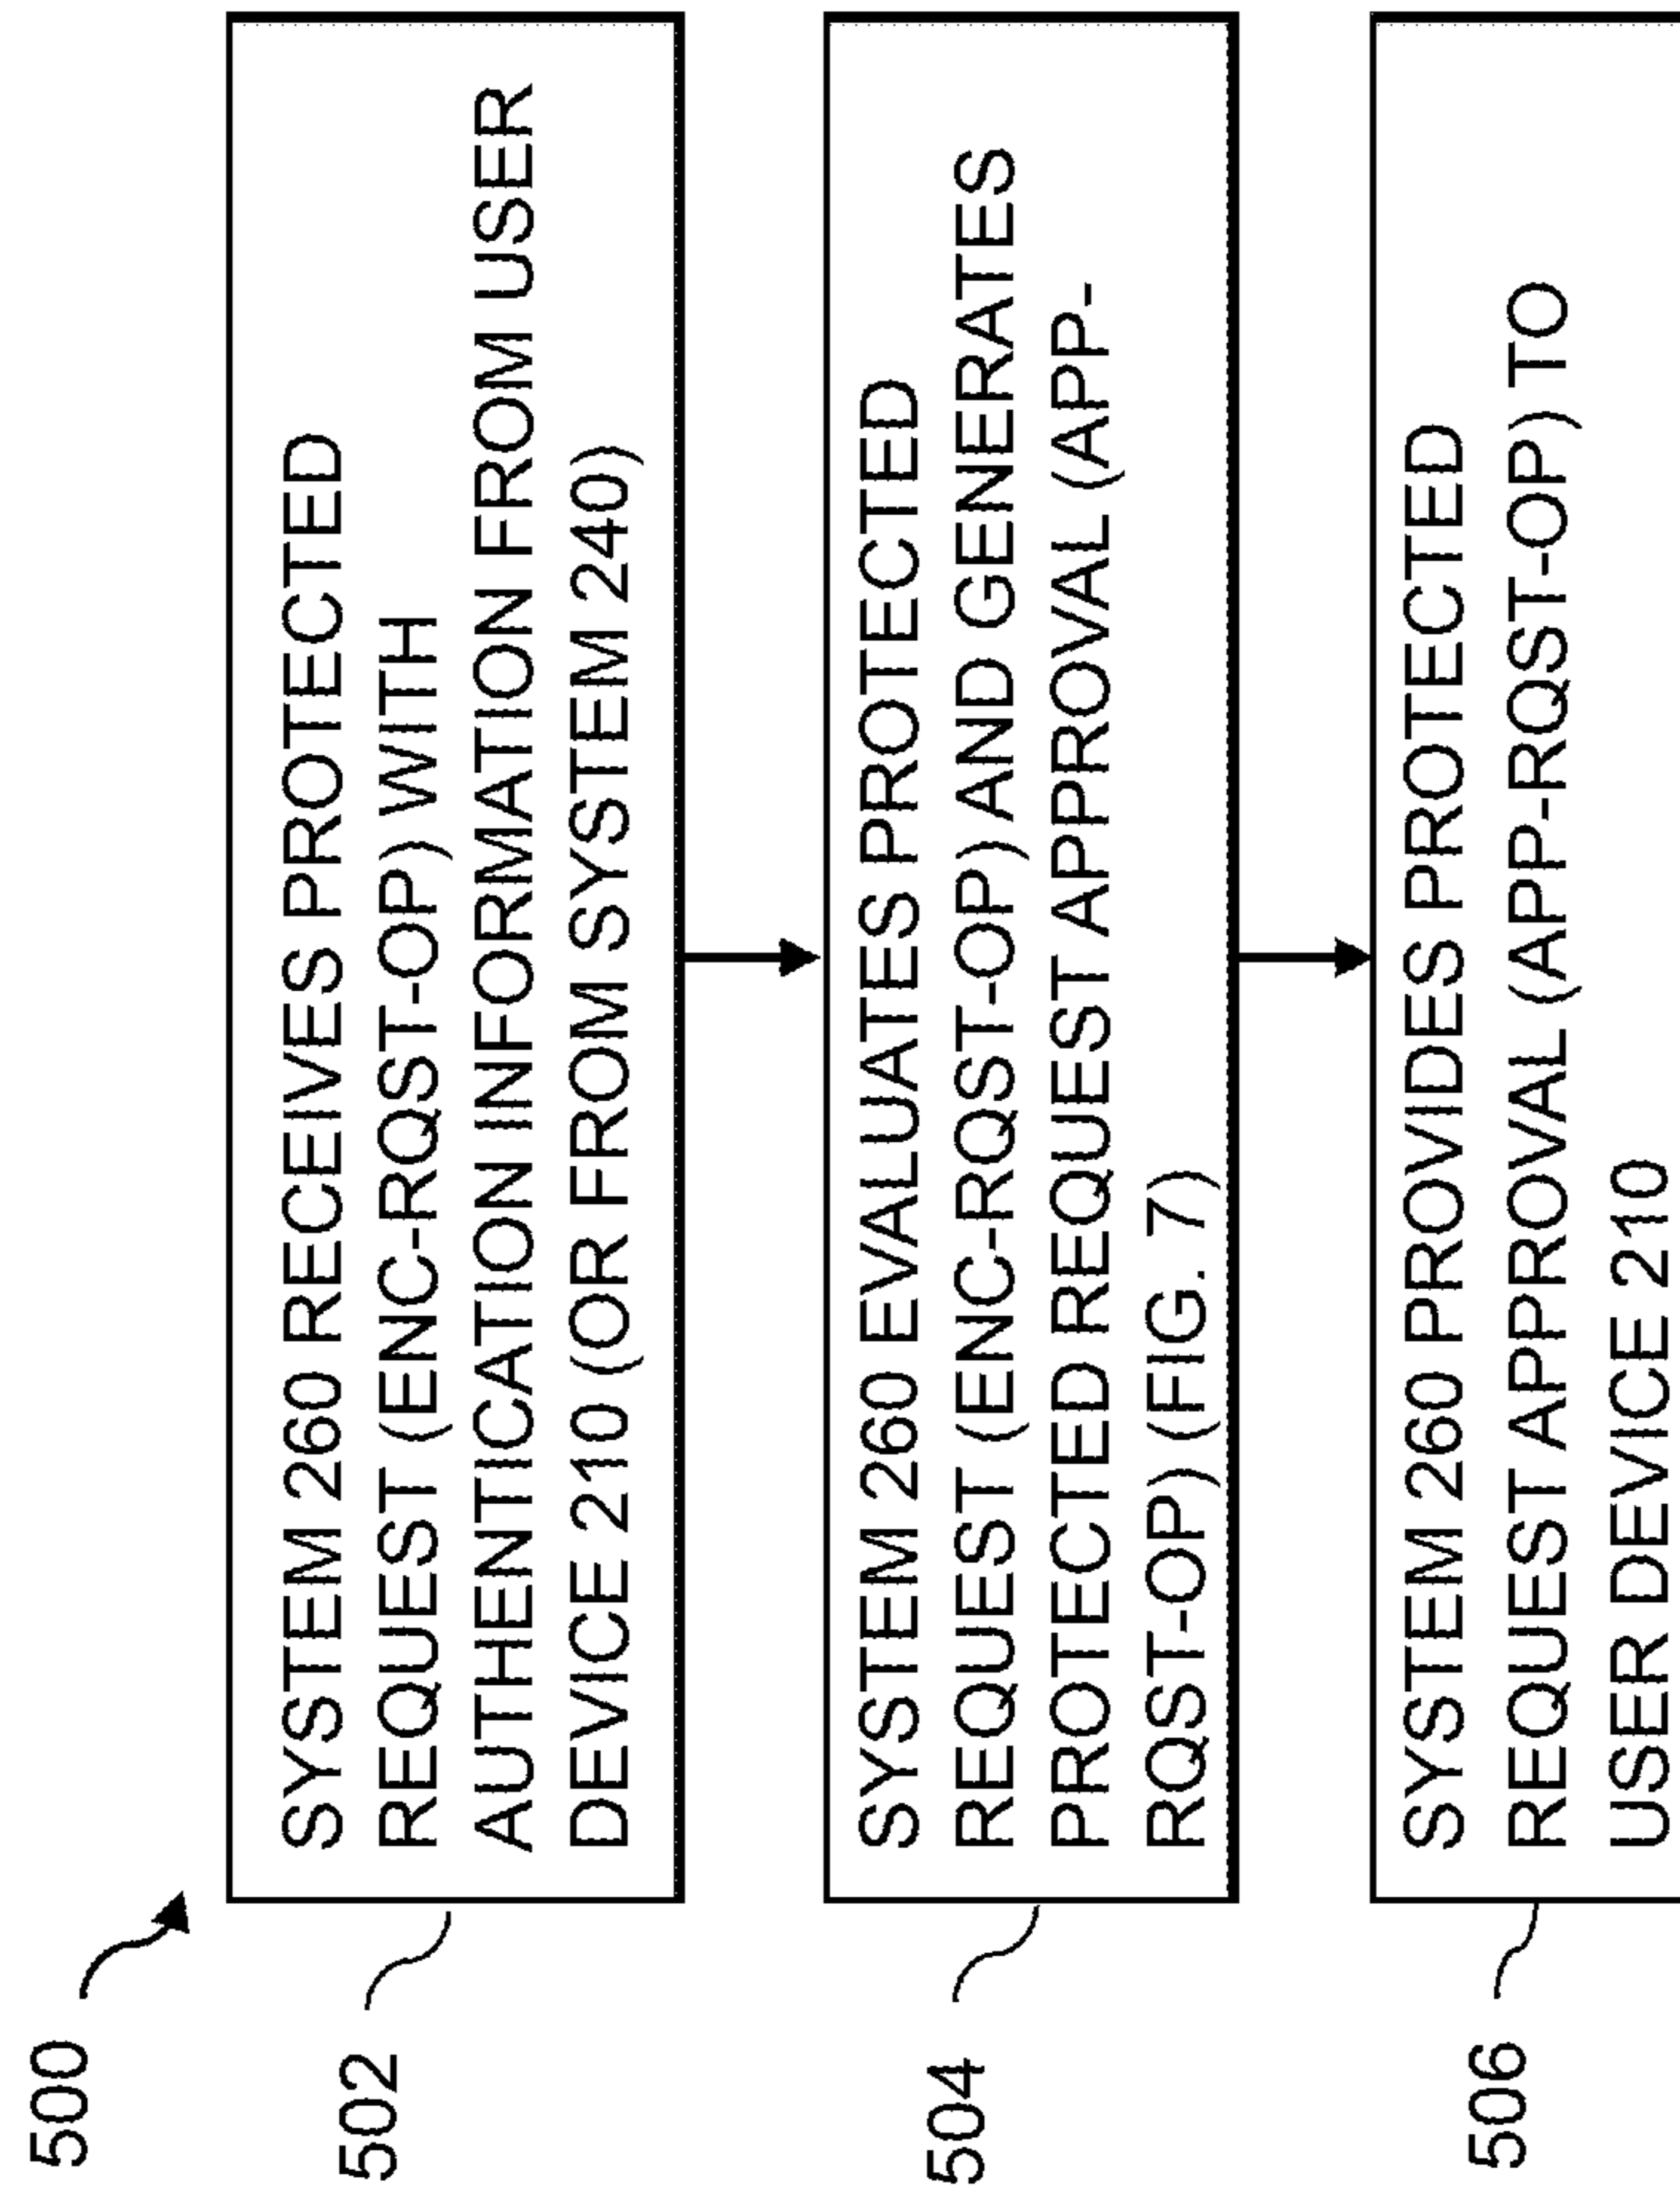 500
502
SYSTEM 260 RECEIVES PROTECTED
REQUEST (ENC-RQST-OP) WITH
AUTHENTICATION INFORMATION FROM USER
DEVICE 210 (OR FROM SYSTEM 240)
504
SYSTEM 260 EVALUATES PROTECTED
REQUEST (ENC-RQST-OP) AND GENERATES
PROTECTED REQUEST APPROVAL (APP-
RQST-OP) (FIG. 7)
506
SYSTEM 260 PROVIDES PROTECTED
REQUEST APPROVAL (APP-RQST-OP) TO
USER DEVICE 210